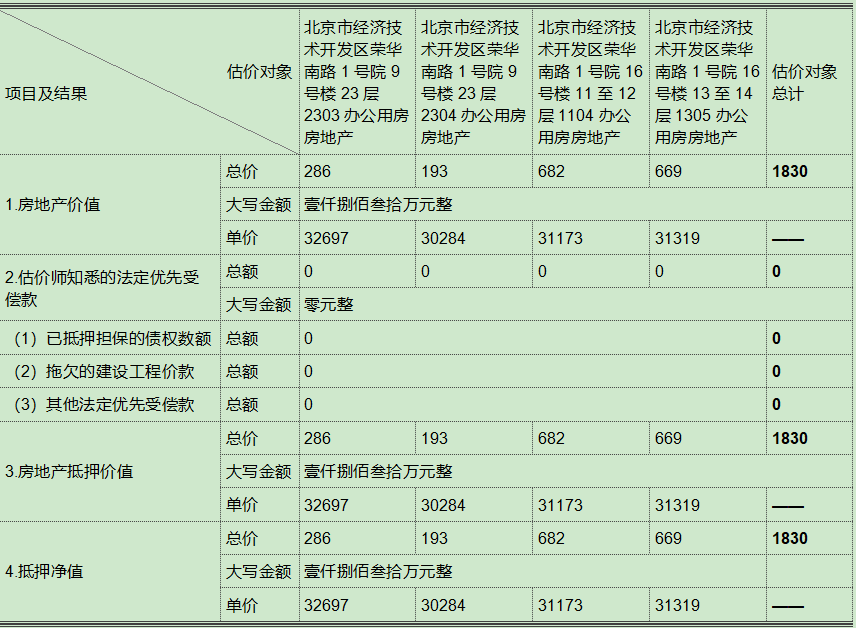 项目及结果
估价对象
北京市经济技
术开发区荣华
南路1号院9
号楼23层
2303办公用房
房地产
北京市经济技
术开发区荣华
南路1号院9
号楼23层
2304办公用房
房地产
北京市经济技
术开发区荣华
南路1号院16
号楼11至12
层1104办公
用房房地产
北京市经济技
术开发区荣华
南路1号院16
号楼13至14
层1305办公
用房房地产
估价对象
总计
1.房地产价值
总价 286 193 682 669 1830
大写金额 壹仟捌佰叁拾万元整
单价 32697 30284 31173 31319 ——
2.估价师知悉的法定优先受
偿款
总额 0 0 0 0 0
大写金额 零元整
（1）已抵押担保的债权数额 总额 0 0
（2）拖欠的建设工程价款 总额 0 0
（3）其他法定优先受偿款 总额 0 0
3.房地产抵押价值
总价 286 193 682 669 1830
大写金额 壹仟捌佰叁拾万元整
单价 32697 30284 31173 31319 ——
4.抵押净值
总价 286 193 682 669 1830
大写金额 壹仟捌佰叁拾万元整
单价 32697 30284 31173 31319 ——